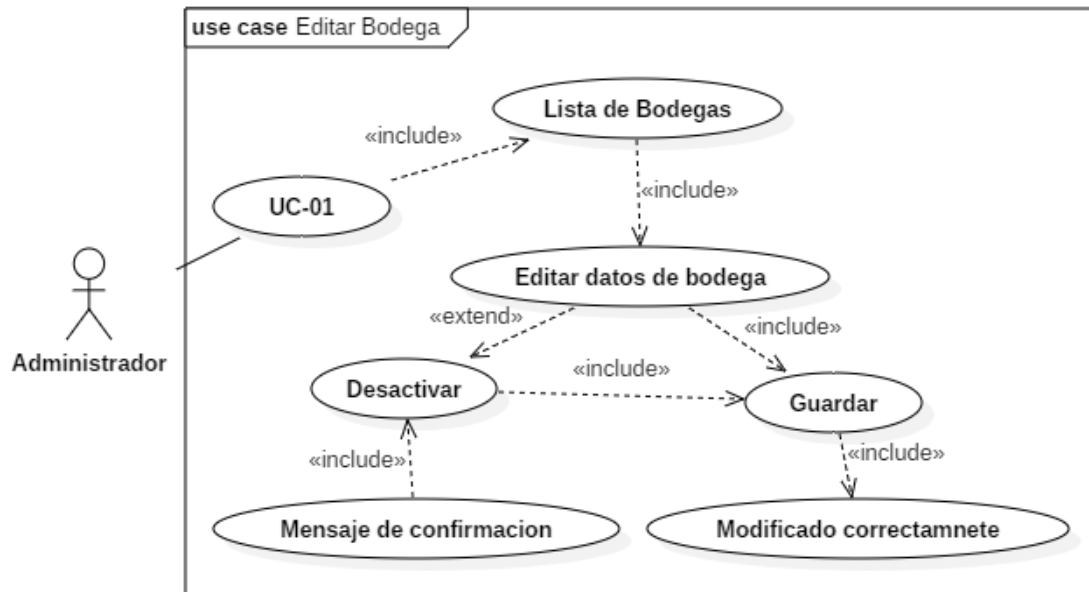 use case Editar Bodega
Lista de Bodegas
«include»
«include»
UC-01
Editar datos de bodega
«extend»
«include»
Administrador
«include»
Desactivar
Guardar
«include»
«include»
Mensaje de confirmacion
Modificado correctamnete